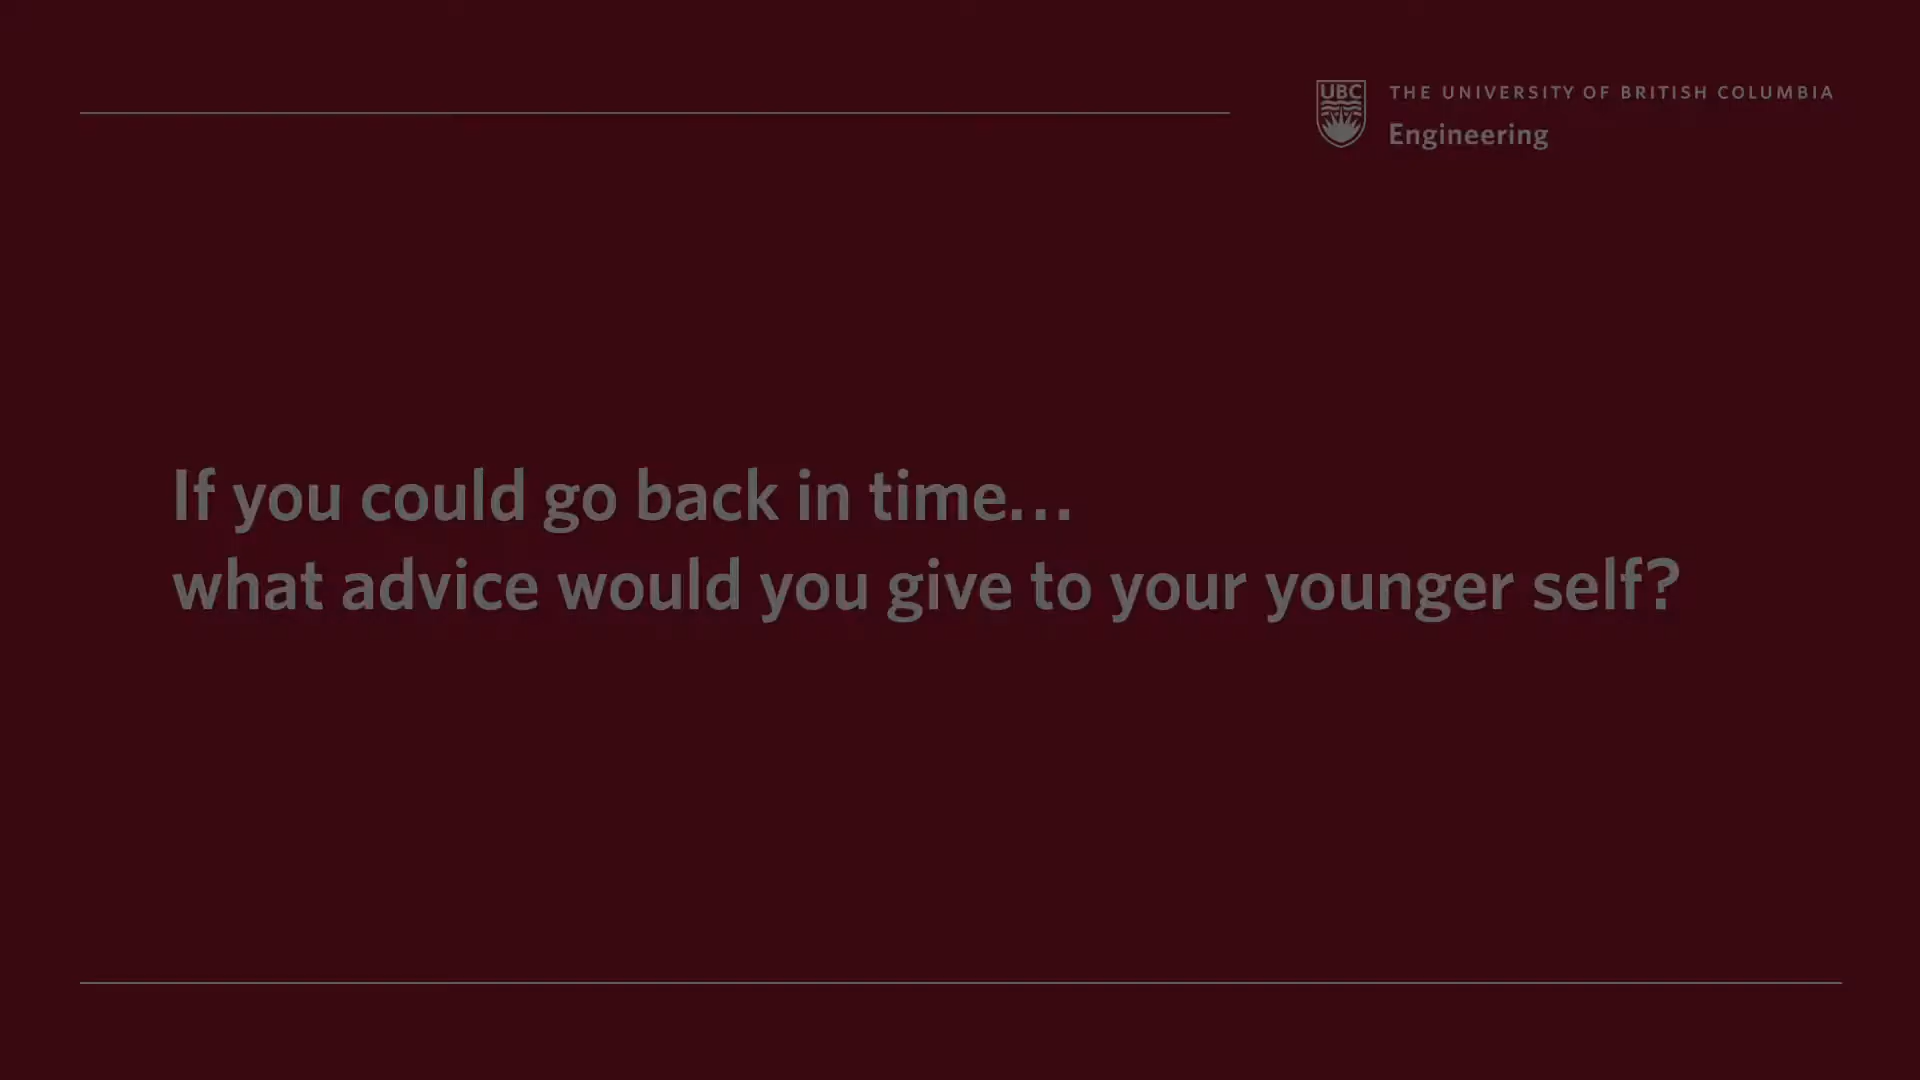 UBC
THE UNIVERSITY OF BRITISH COLUMBIA
Engineering
If you could go back in time...
what advice would you give to your younger self?